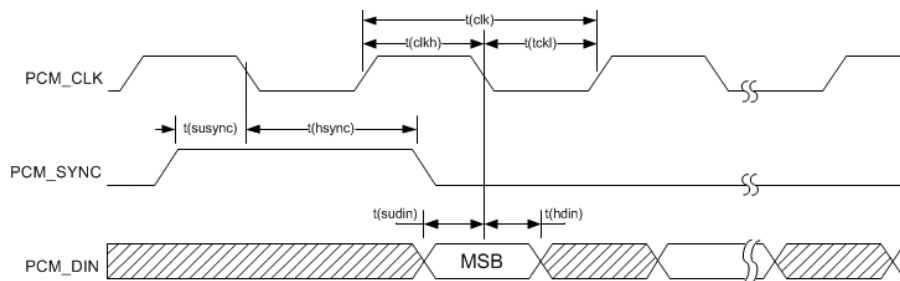 t(clk)
t(clkh)
t(tckl)
PCM_CLK
t(susync)
t(hsync)
PCM_SYNC
t(sudin)
t(hdin)
PCM_DIN
MSB